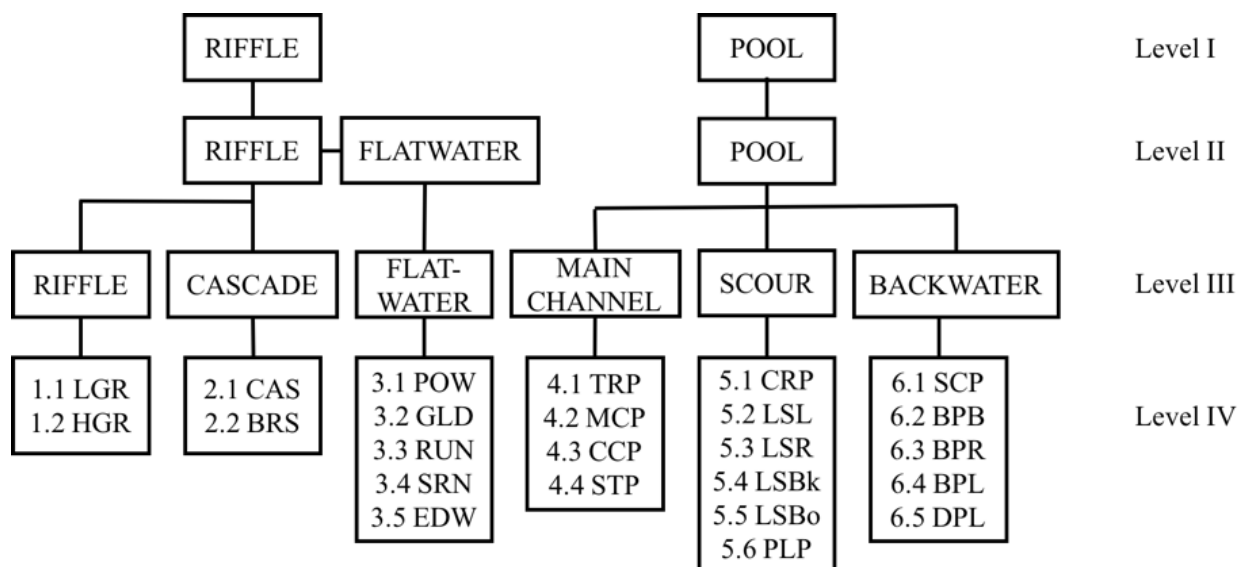 RIFFLE
POOL
Level I
RIFFLE
FLATWATER
POOL
Level II
RIFFLE
CASCADE
FLAT-
WATER
MAIN
CHANNEL
SCOUR
BACKWATER
Level III
1.1 LGR
1.2 HGR
2.1 CAS
2.2 BRS
3.1 POW
3.2 GLD
3.3 RUN
3.4 SRN
3.5 EDW
4.1 TRP
4.2 MCP
4.3 CCP
4.4 STP
5.1 CRP
5.2 LSL
5.3 LSR
5.4 LSBk
5.5 LSBo
5.6 PLP
6.1 SCP
6.2 BPB
6.3 BPR
6.4 BPL
6.5 DPL
Level IV